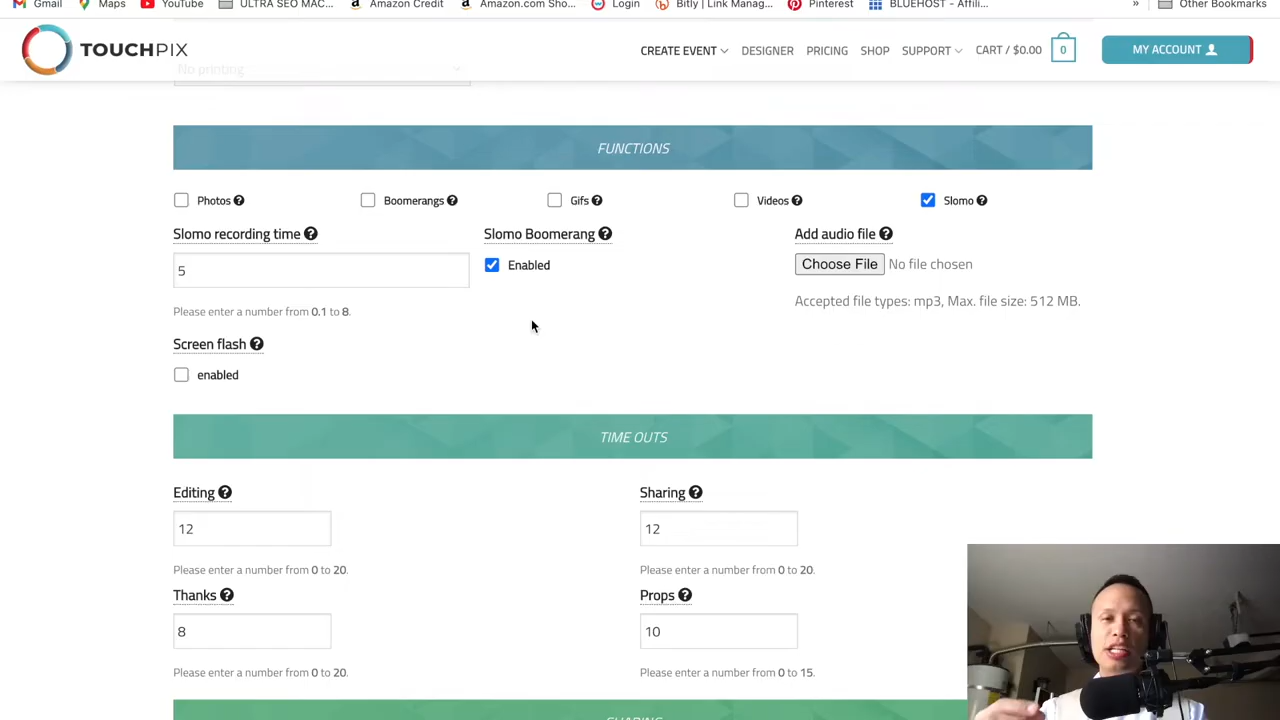 Gmail Maps YouTube ULTRA SEO MAC... Amazon Credit Amazon.com Sho... Login Bitly | Link Manag... Pinterest BLUEHOST - Affili... » Other Bookmarks
TOUCHPIX CREATE EVENT DESIGNER PRICING SHOP SUPPORT CART / $0.00 0 MY ACCOUNT
No printing
FUNCTIONS
Photos Boomerangs Gifs Videos Slomo
Slomo recording time Slomo Boomerang Add audio file
5 Enabled Choose File No file chosen
Please enter a number from 0.1 to 8. Accepted file types: mp3, Max. file size: 512 MB.
Screen flash
enabled
TIME OUTS
Editing Sharing
12 12
Please enter a number from 0 to 20. Please enter a number from 0 to 20.
Thanks Props
8 10
Please enter a number from 0 to 20. Please enter a number from 0 to 15.
SHARING